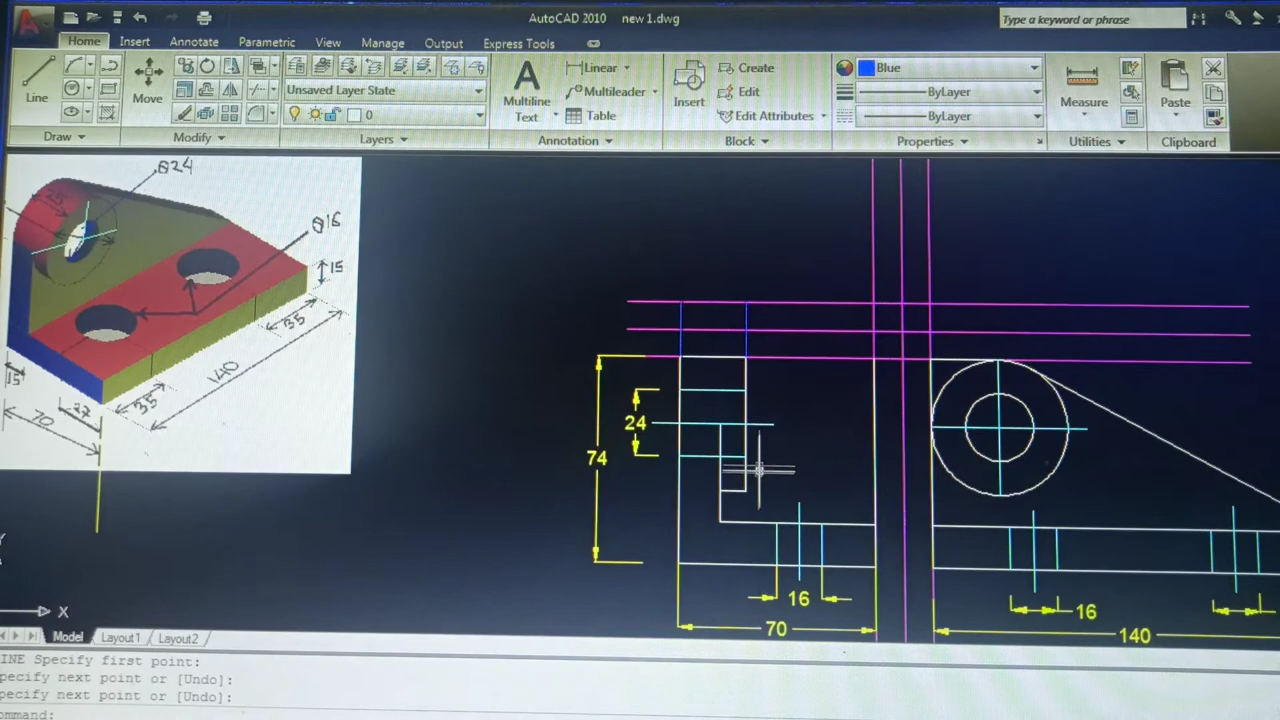 AutoCAD 2010 new 1.dwg
Type a keyword or phrase
Home Insert Annotate Parametric View Manage Output Express Tools
Line
Move
Unsaved Layer State
0
Multiline
Text
Linear
Multileader
Table
Insert
Create
Edit
Edit Attributes
Blue
ByLayer
ByLayer
Measure
Paste
Draw
Modify
Layers
Annotation
Block
Properties
Utilities
Clipboard
Ø24
25
Ø16
15
35
140
35
27
15
70
74
24
16
70
16
140
Y
X
Model Layout1 Layout2
INE Specify first point:
pecify next point or [Undo]:
pecify next point or [Undo]:
ommand: